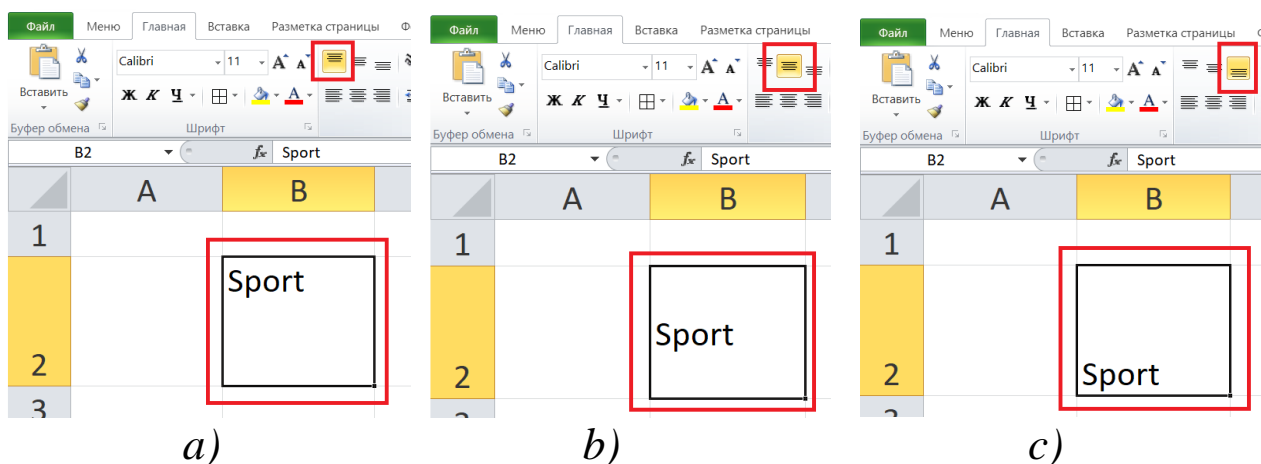 Файл Меню Главная Вставка Разметка страницы Ф
Calibri 11 A A
Вставить Ж К Ч A
Буфер обмена Шрифт
B2 fx Sport
A B
1
Sport
2
3
a)
Файл Меню Главная Вставка Разметка страницы
Calibri 11 A A
Вставить Ж К Ч A
Буфер обмена Шрифт
B2 fx Sport
A B
1
Sport
2
b)
Файл Меню Главная Вставка Разметка страницы
Calibri 11 A A
Вставить Ж К Ч A
Буфер обмена Шрифт
B2 fx Sport
A B
1
2 Sport
c)